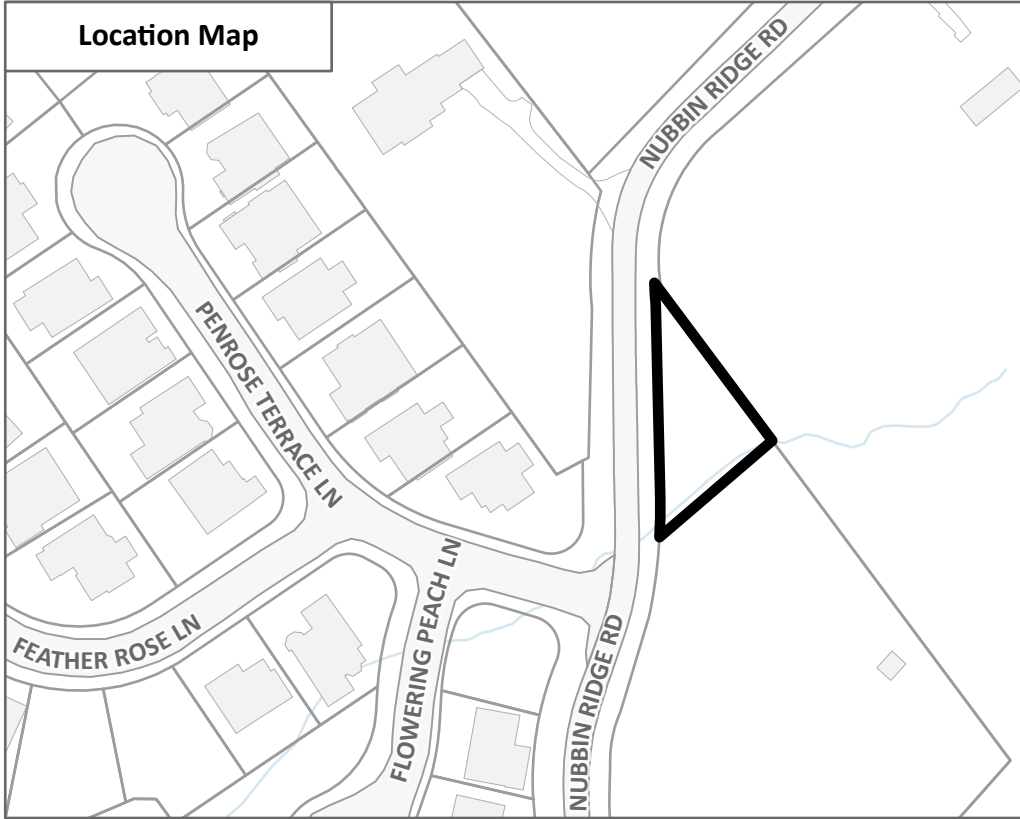 Location Map
NUBBIN RIDGE RD
PENROSE TERRACE LN
FLOWERING PEACH LN
FEATHER ROSE LN
NUBBIN RIDGE RD